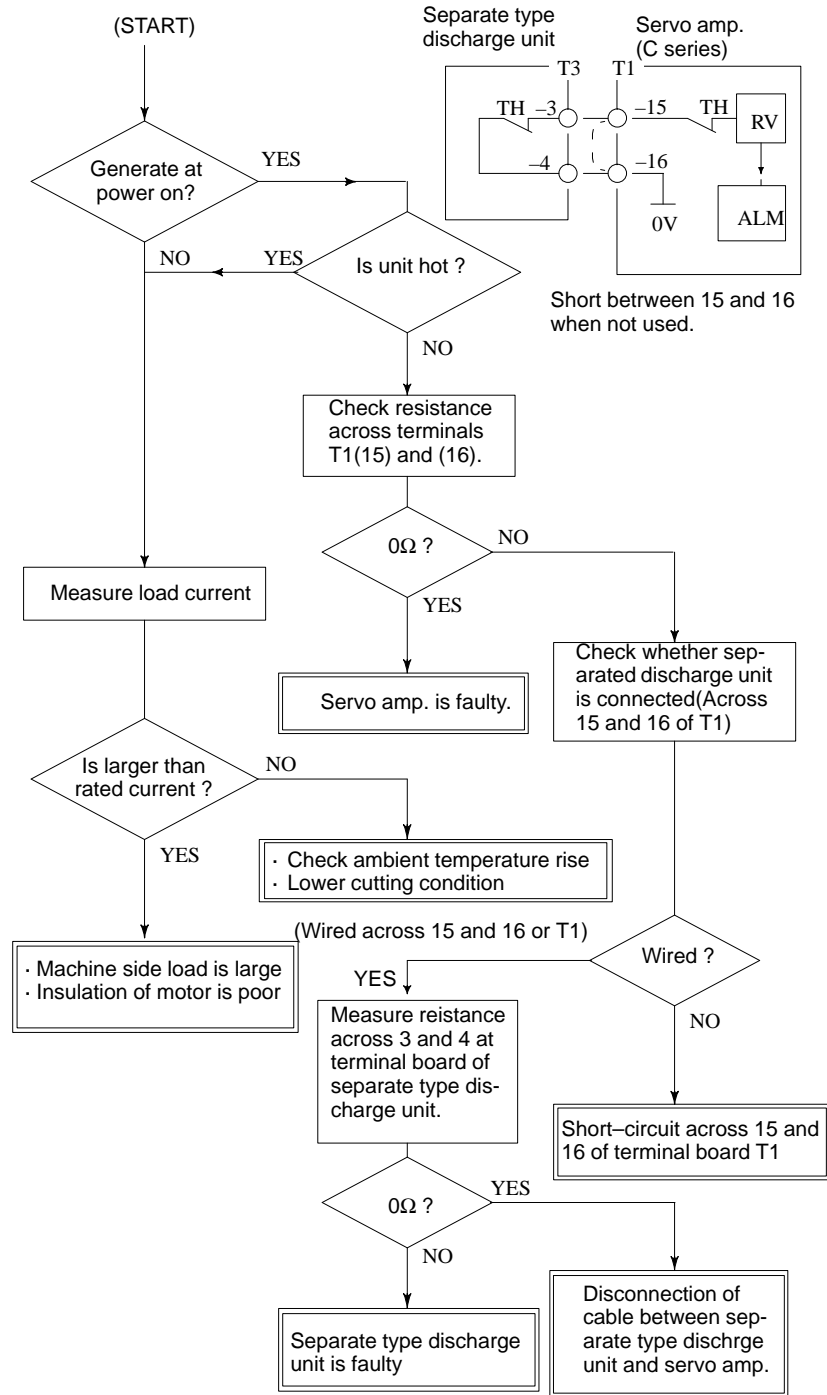 (START)
Separate type
discharge unit
Servo amp.
(C series)
T3
T1
TH
–3
–15
TH
RV
–4
–16
0V
ALM
Short betrween 15 and 16
when not used.
Generate at
power on?
YES
NO
YES
Is unit hot ?
NO
Check resistance
across terminals
T1(15) and (16).
0Ω ?
NO
YES
Measure load current
Servo amp. is faulty.
Check whether sep-
arated discharge unit
is connected(Across
15 and 16 of T1)
Is larger than
rated current ?
NO
YES
· Check ambient temperature rise
· Lower cutting condition
(Wired across 15 and 16 or T1)
Wired ?
YES
NO
· Machine side load is large
· Insulation of motor is poor
Measure reistance
across 3 and 4 at
terminal board of
separate type dis-
charge unit.
Short–circuit across 15 and
16 of terminal board T1
0Ω ?
YES
NO
Separate type discharge
unit is faulty
Disconnection of
cable between sep-
arate type dischrge
unit and servo amp.